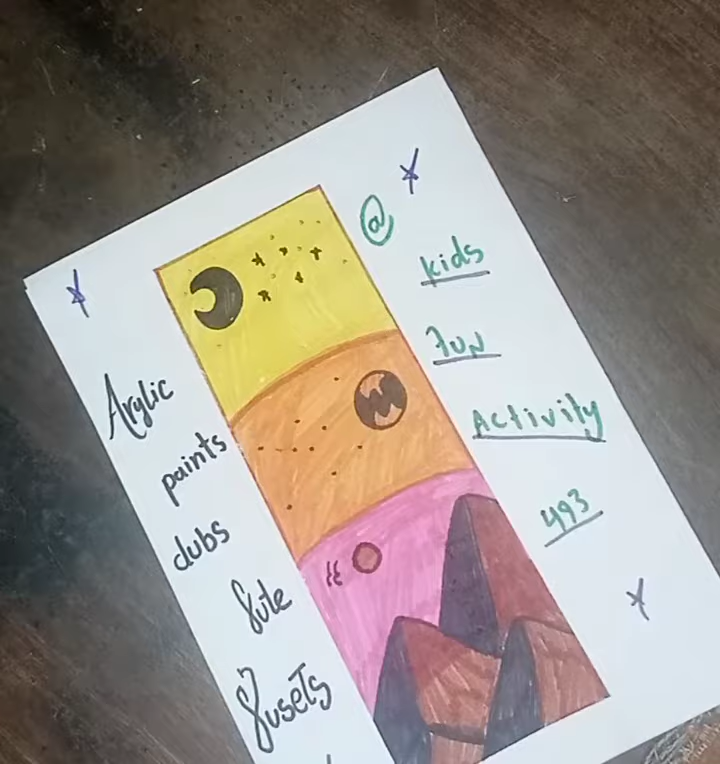 Arylic
paints
dubs
Sute
Susets
@
kids
FUN
Activity
493